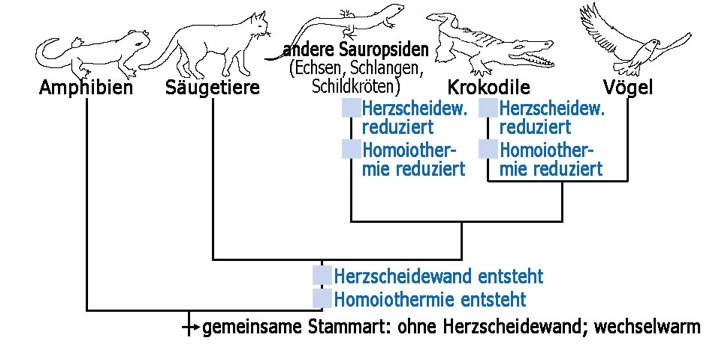 andere Sauropsiden
(Echsen, Schlangen,
Schildkröten)
Amphibien
Säugetiere
Krokodile
Vögel
Herzscheidew.
reduziert
Homoiother-
mie reduziert
Herzscheidew.
reduziert
Homoiother-
mie reduziert
Herzscheidewand entsteht
Homoiothermie entsteht
gemeinsame Stammart: ohne Herzscheidewand; wechselwarm